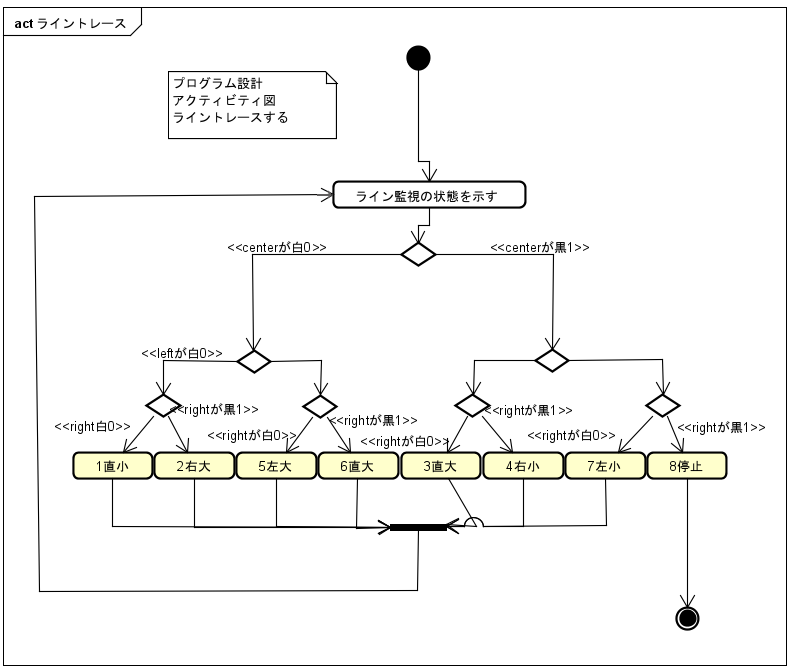 act ライントレース
プログラム設計
アクティビティ図
ライントレースする
ライン監視の状態を示す
<<centerが白0>>
<<centerが黒1>>
<<leftが白0>>
<<right白0>>
<<rightが黒1>>
<<rightが白0>>
<<rightが黒1>>
<<rightが白0>>
<<rightが黒1>>
<<rightが白0>>
<<rightが黒1>>
1直小
2右大
5左大
6直大
3直大
4右小
7左小
8停止